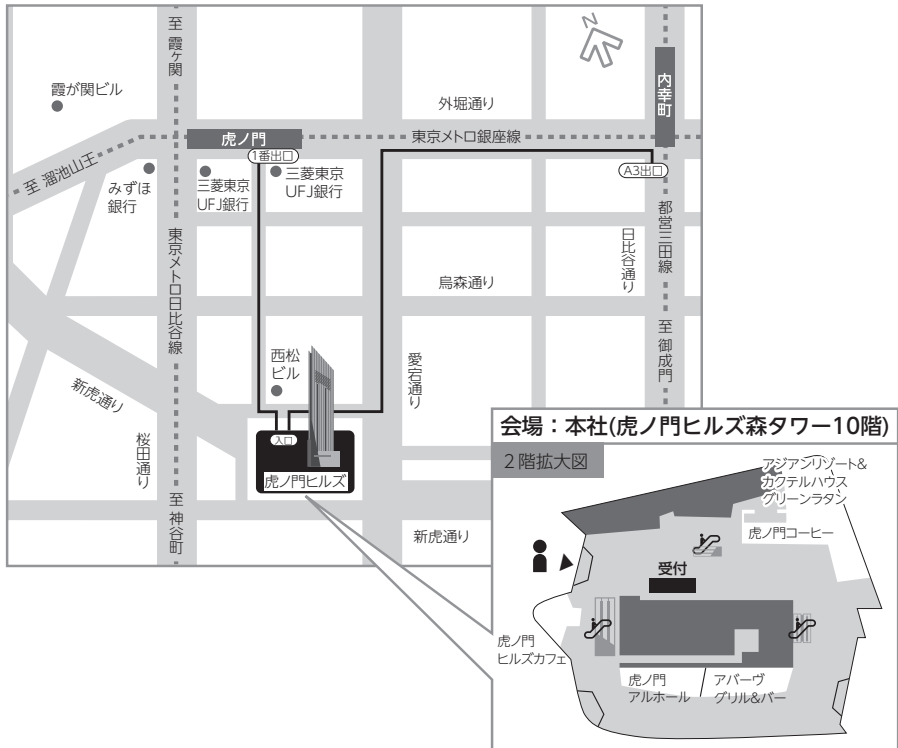 至 霞ヶ関
N
霞が関ビル
外堀通り
内幸町
虎ノ門
東京メトロ銀座線
1番出口
A3出口
至 溜池山王
みずほ
銀行
三菱東京
UFJ銀行
三菱東京
UFJ銀行
東京メトロ日比谷線
都営三田線
日比谷通り
烏森通り
至 御成門
西松
ビル
愛宕通り
新虎通り
桜田通り
入口
虎ノ門ヒルズ
至 神谷町
新虎通り
会場：本社(虎ノ門ヒルズ森タワー10階)
2階拡大図
アジアンリゾート&
カクテルハウス
グリーンラタン
虎ノ門コーヒー
受付
虎ノ門
ヒルズカフェ
虎ノ門
アルホール
アバーヴ
グリル&バー